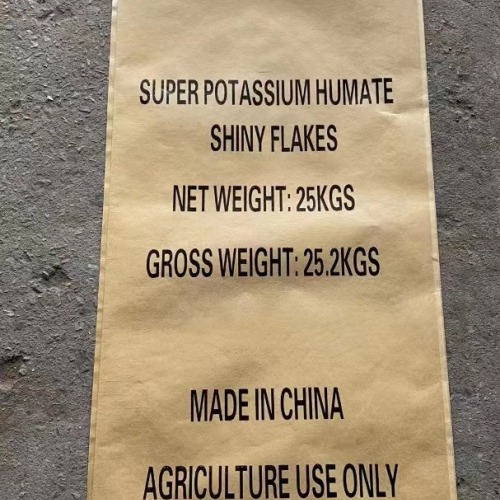 SUPER POTASSIUM HUMATE
SHINY FLAKES
NET WEIGHT: 25KGS
GROSS WEIGHT: 25.2KGS
MADE IN CHINA
AGRICULTURE USE ONLY